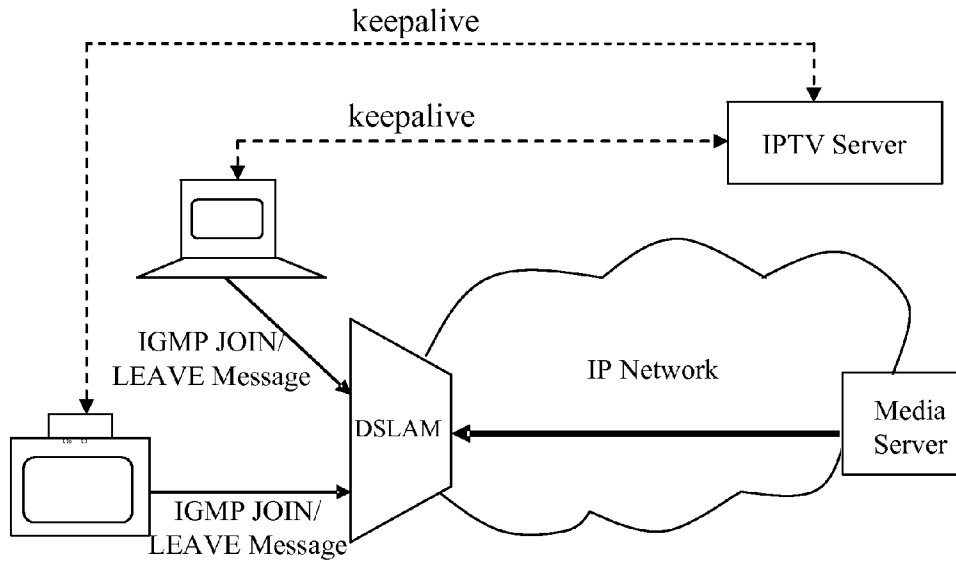 keepalive
keepalive
IPTV Server
IGMP JOIN/
LEAVE Message
IP Network
DSLAM
Media
Server
IGMP JOIN/
LEAVE Message